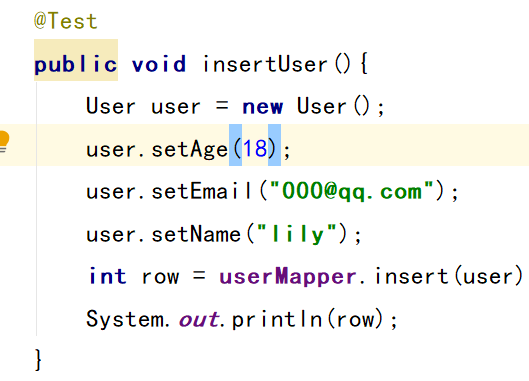 @Test
public void insertUser(){
User user = new User();
user.setAge(18);
user.setEmail("000@qq.com");
user.setName("lily");
int row = userMapper.insert(user)
System.out.println(row);
}